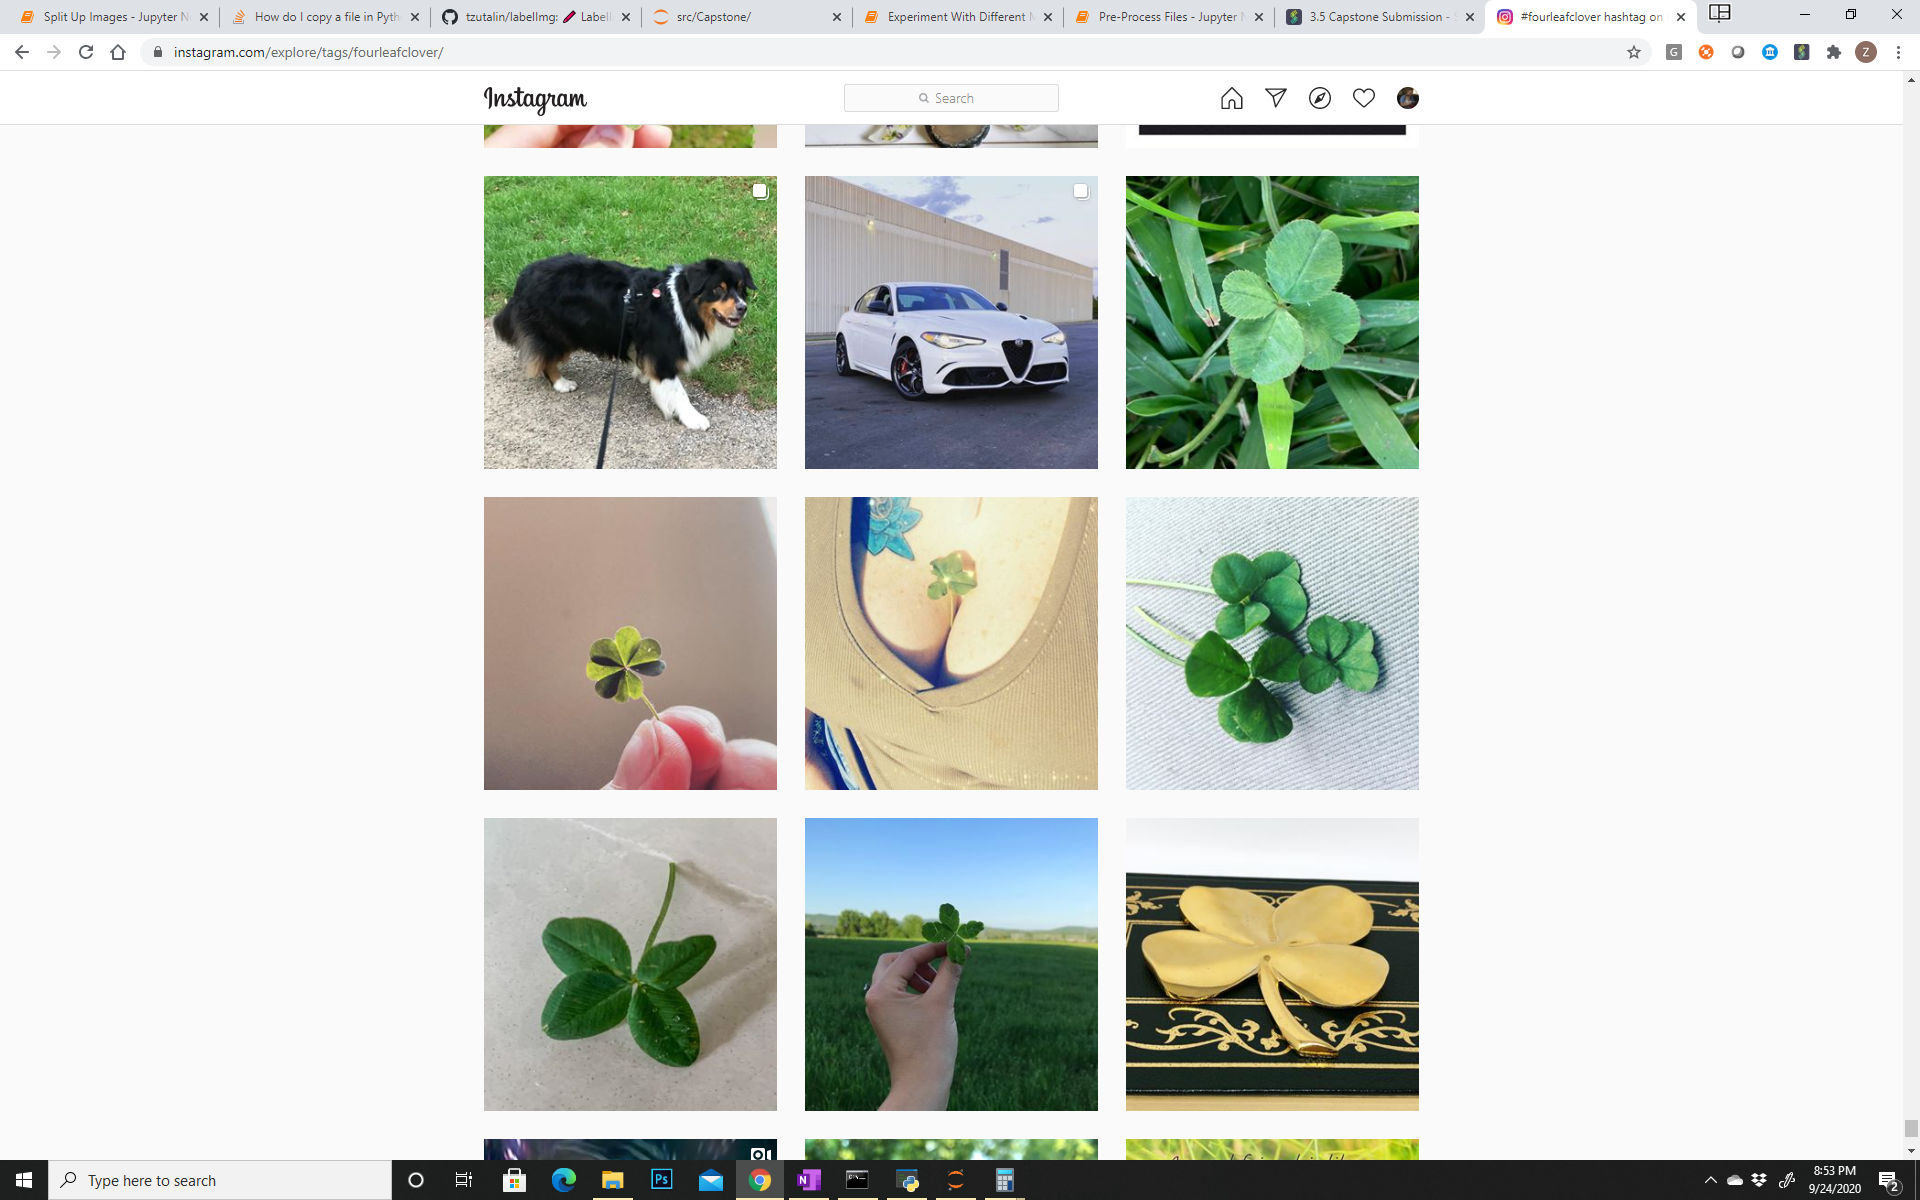 Split Up Images - Jupyter N
How do I copy a file in Pyth
tzutalin/labelImg: 🖍 Label
src/Capstone/
Experiment With Different M
Pre-Process Files - Jupyter N
3.5 Capstone Submission - S
#fourleafclover hashtag on
instagram.com/explore/tags/fourleafclover/
G
Z
Instagram
Search
Ps
N
Type here to search
8:53 PM
9/24/2020
2